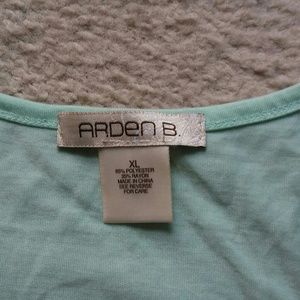 ARDEN B.
XL
65% POLYESTER
35% RAYON
MADE IN CHINA
SEE REVERSE
FOR CARE